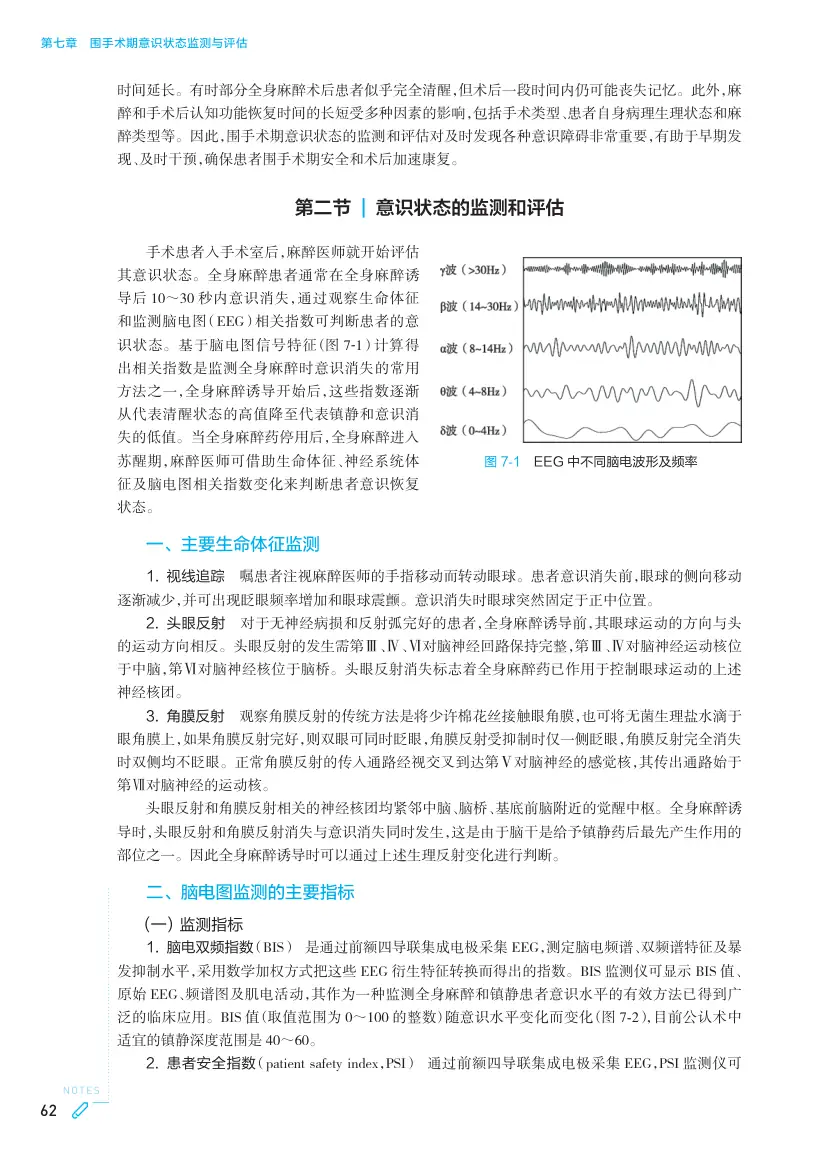 第七章 围手术期意识状态监测与评估
时间延长。有时部分全身麻醉术后患者似乎完全清醒,但术后一段时间内仍可能丧失记忆。此外,麻
醉和手术后认知功能恢复时间的长短受多种因素的影响,包括手术类型、患者自身病理生理状态和麻
醉类型等。因此,围手术期意识状态的监测和评估对及时发现各种意识障碍非常重要,有助于早期发
现、及时干预,确保患者围手术期安全和术后加速康复。
第二节 | 意识状态的监测和评估
手术患者入手术室后,麻醉医师就开始评估
其意识状态。全身麻醉患者通常在全身麻醉诱
导后 10～30 秒内意识消失,通过观察生命体征
和监测脑电图(EEG)相关指数可判断患者的意
识状态。基于脑电图信号特征(图 7-1)计算得
出相关指数是监测全身麻醉时意识消失的常用
方法之一,全身麻醉诱导开始后,这些指数逐渐
从代表清醒状态的高值降至代表镇静和意识消
失的低值。当全身麻醉药停用后,全身麻醉进入
苏醒期,麻醉医师可借助生命体征、神经系统体
征及脑电图相关指数变化来判断患者意识恢复
状态。
γ波(>30Hz)
β波(14~30Hz)
α波(8~14Hz)
θ波(4~8Hz)
δ波(0~4Hz)
图 7-1 EEG 中不同脑电波形及频率
一、主要生命体征监测
1. 视线追踪 嘱患者注视麻醉医师的手指移动而转动眼球。患者意识消失前,眼球的侧向移动
逐渐减少,并可出现眨眼频率增加和眼球震颤。意识消失时眼球突然固定于正中位置。
2. 头眼反射 对于无神经病损和反射弧完好的患者,全身麻醉诱导前,其眼球运动的方向与头
的运动方向相反。头眼反射的发生需第Ⅲ、Ⅳ、Ⅵ对脑神经回路保持完整,第Ⅲ、Ⅳ对脑神经运动核位
于中脑,第Ⅵ对脑神经核位于脑桥。头眼反射消失标志着全身麻醉药已作用于控制眼球运动的上述
神经核团。
3. 角膜反射 观察角膜反射的传统方法是将少许棉花丝接触眼角膜,也可将无菌生理盐水滴于
眼角膜上,如果角膜反射完好,则双眼可同时眨眼,角膜反射受抑制时仅一侧眨眼,角膜反射完全消失
时双侧均不眨眼。正常角膜反射的传入通路经视交叉到达第Ⅴ对脑神经的感觉核,其传出通路始于
第Ⅶ对脑神经的运动核。
头眼反射和角膜反射相关的神经核团均紧邻中脑、脑桥、基底前脑附近的觉醒中枢。全身麻醉诱
导时,头眼反射和角膜反射消失与意识消失同时发生,这是由于脑干是给予镇静药后最先产生作用的
部位之一。因此全身麻醉诱导时可以通过上述生理反射变化进行判断。
二、脑电图监测的主要指标
(一) 监测指标
1. 脑电双频指数(BIS) 是通过前额四导联集成电极采集 EEG,测定脑电频谱、双频谱特征及暴
发抑制水平,采用数学加权方式把这些 EEG 衍生特征转换而得出的指数。BIS 监测仪可显示 BIS 值、
原始 EEG、频谱图及肌电活动,其作为一种监测全身麻醉和镇静患者意识水平的有效方法已得到广
泛的临床应用。BIS 值(取值范围为 0～100 的整数)随意识水平变化而变化(图 7-2),目前公认术中
适宜的镇静深度范围是 40～60。
2. 患者安全指数(patient safety index,PSI) 通过前额四导联集成电极采集 EEG,PSI 监测仪可
NOTES
62